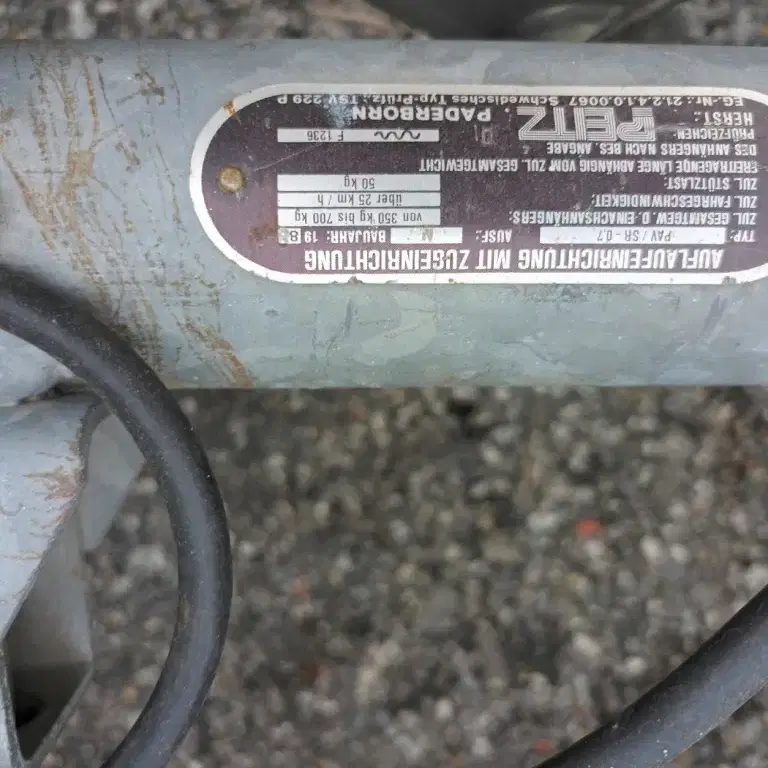 AUFLAUFEINRICHTUNG MIT ZUGEINRICHTUNG
TYP: PAV / SR - 0,7 AUSF: M BAUJAHR: 19 8
ZUL. GESAMTGEW D. EINACHSANHÄNGERS: von 350 kg bis 700 kg
ZUL. FAHRGESCHWINDIGKEIT: über 25 km / h
ZUL. STÜTZLAST: 50 kg
FREITRAGENDE LÄNGE ABHÄNGIG VOM ZUL. GESAMTGEWICHT
DES ANHÄNGERS NACH BES. ANGABE
PRÜFZEICHEN F 1236
HERST.: PEITZ PADERBORN
EG.-Nr.: 21.2.4.1.0.0067 Schwedisches Typ-Prüfz.: TSV 229 P